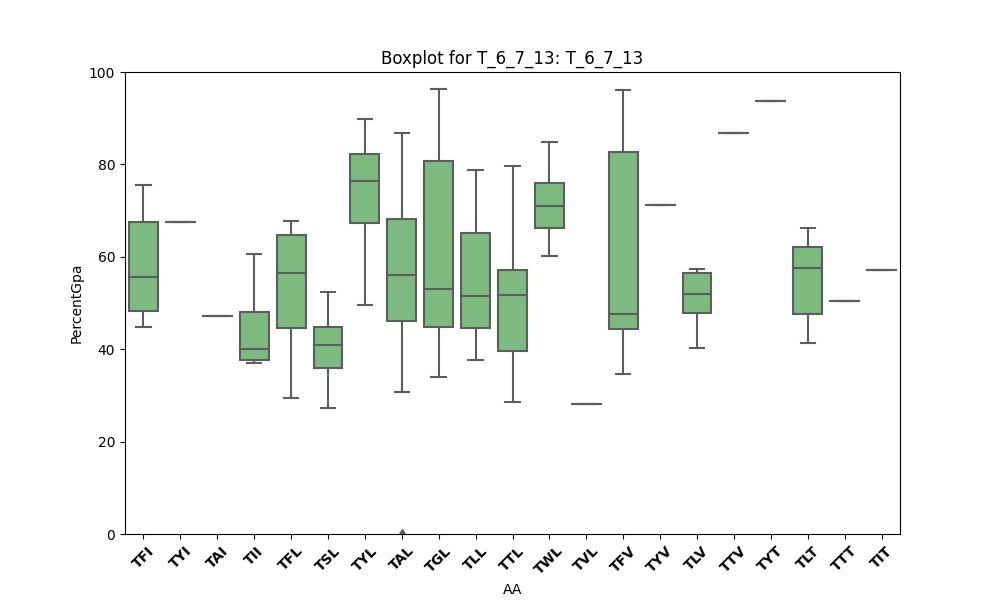 Boxplot for T_6_7_13: T_6_7_13
100
80
60
40
20
0
PercentGpa
TFI TYI TAI TII TFL TSL TYL TAL TGL TLL TTL TWL TVL TFV TYV TLV TTV TYT TLT TTT TIT
AA